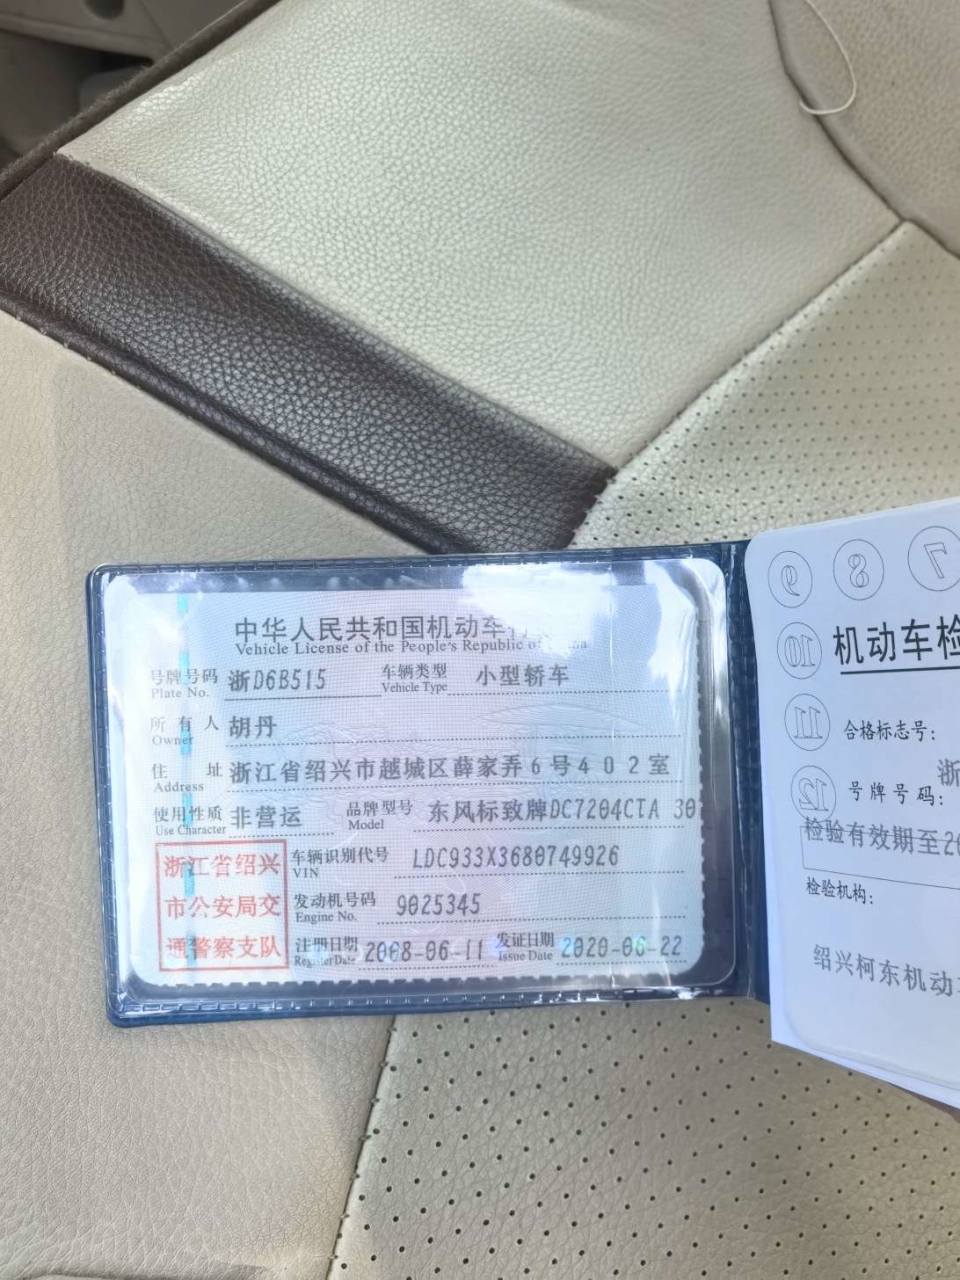 中华人民共和国机动车
Vehicle License of the People's Republic of China
号牌号码 浙D6B515 车辆类型 小型轿车
Plate No. Vehicle Type
所有人 胡丹
Owner
住址 浙江省绍兴市越城区薛家弄6号402室
Address
使用性质 非营运 品牌型号 东风标致牌DC7204CTA 30
Use Character Model
浙江省绍兴
市公安局交
通警察支队
车辆识别代号 LDC933X3680749926
VIN
发动机号码 9025345
Engine No.
注册日期 2008-06-11 发证日期 2020-06-22
Register Date Issue Date
7
8
9
10
11
12
机动车检
合格标志号:
浙
号牌号码:
检验有效期至20
检验机构:
绍兴柯东机动